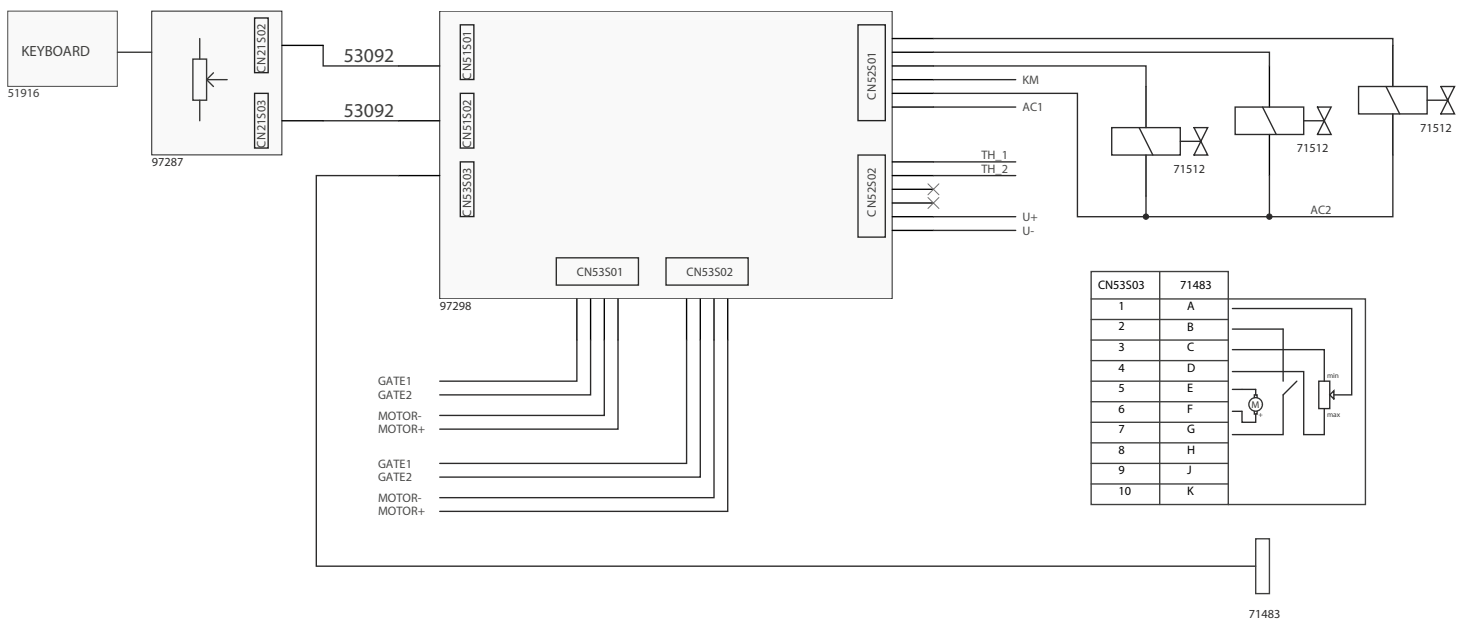 KEYBOARD
51916
CN21S02
CN21S03
97287
53092
53092
CN51S01
CN51S02
CN53S03
CN52S01
CN52S02
CN53S01
CN53S02
97298
KM
AC1
TH_1
TH_2
U+
U-
71512
71512
71512
AC2
GATE1
GATE2
MOTOR-
MOTOR+
GATE1
GATE2
MOTOR-
MOTOR+
CN53S03 71483
1 A
2 B
3 C
4 D
5 E
6 F
7 G
8 H
9 J
10 K
M
+
min
max
71483